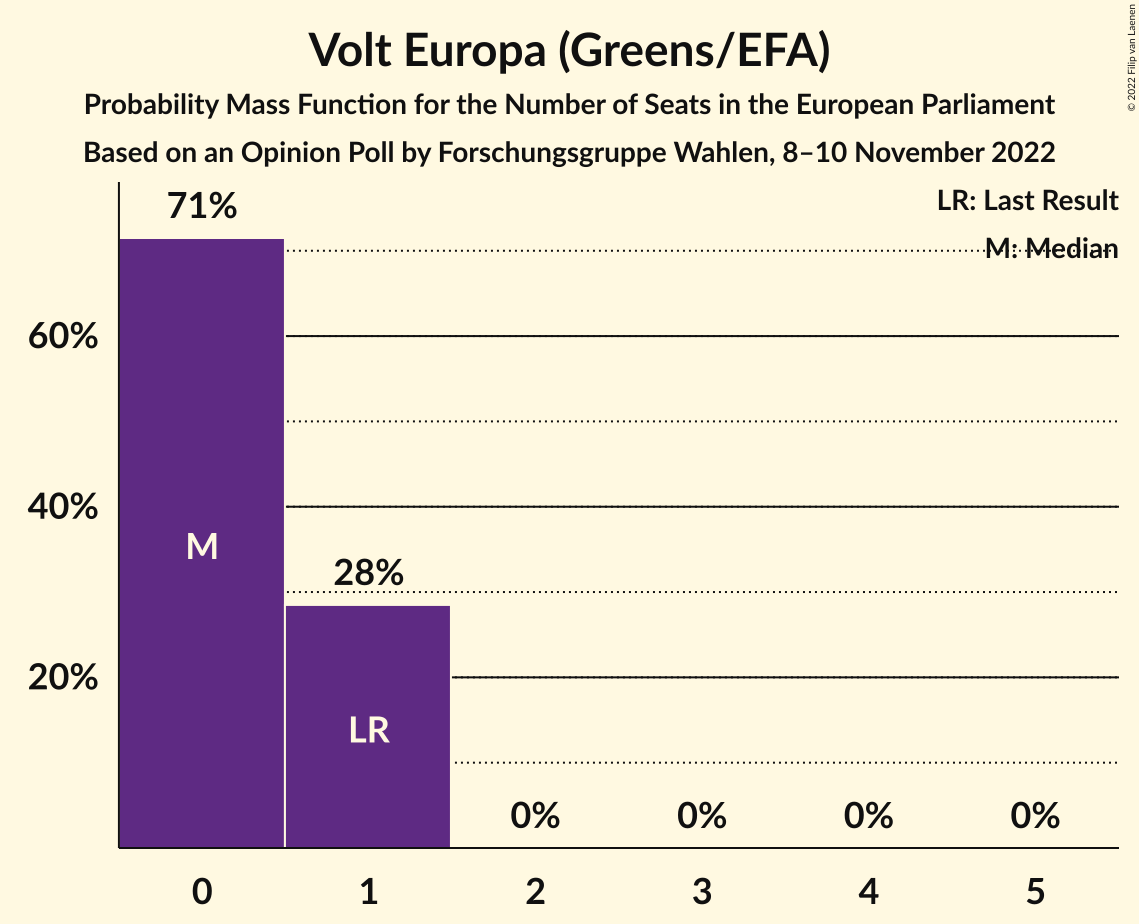 Volt Europa (Greens/EFA)
Probability Mass Function for the Number of Seats in the European Parliament
Based on an Opinion Poll by Forschungsgruppe Wahlen, 8–10 November 2022
© 2022 Filip van Laenen
LR: Last Result
M: Median
71%
60%
40%
M
28%
20%
LR
0% 0% 0% 0%
0 1 2 3 4 5